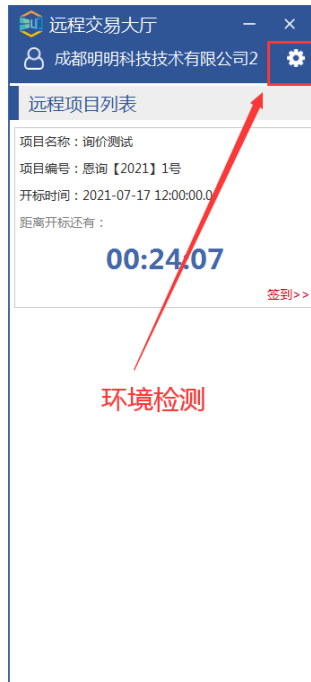 远程交易大厅
成都明明科技技术有限公司2
远程项目列表
项目名称：询价测试
项目编号：恩询【2021】1号
开标时间：2021-07-17 12:00:00.0
距离开标还有：
00:24:07
签到>>
环境检测